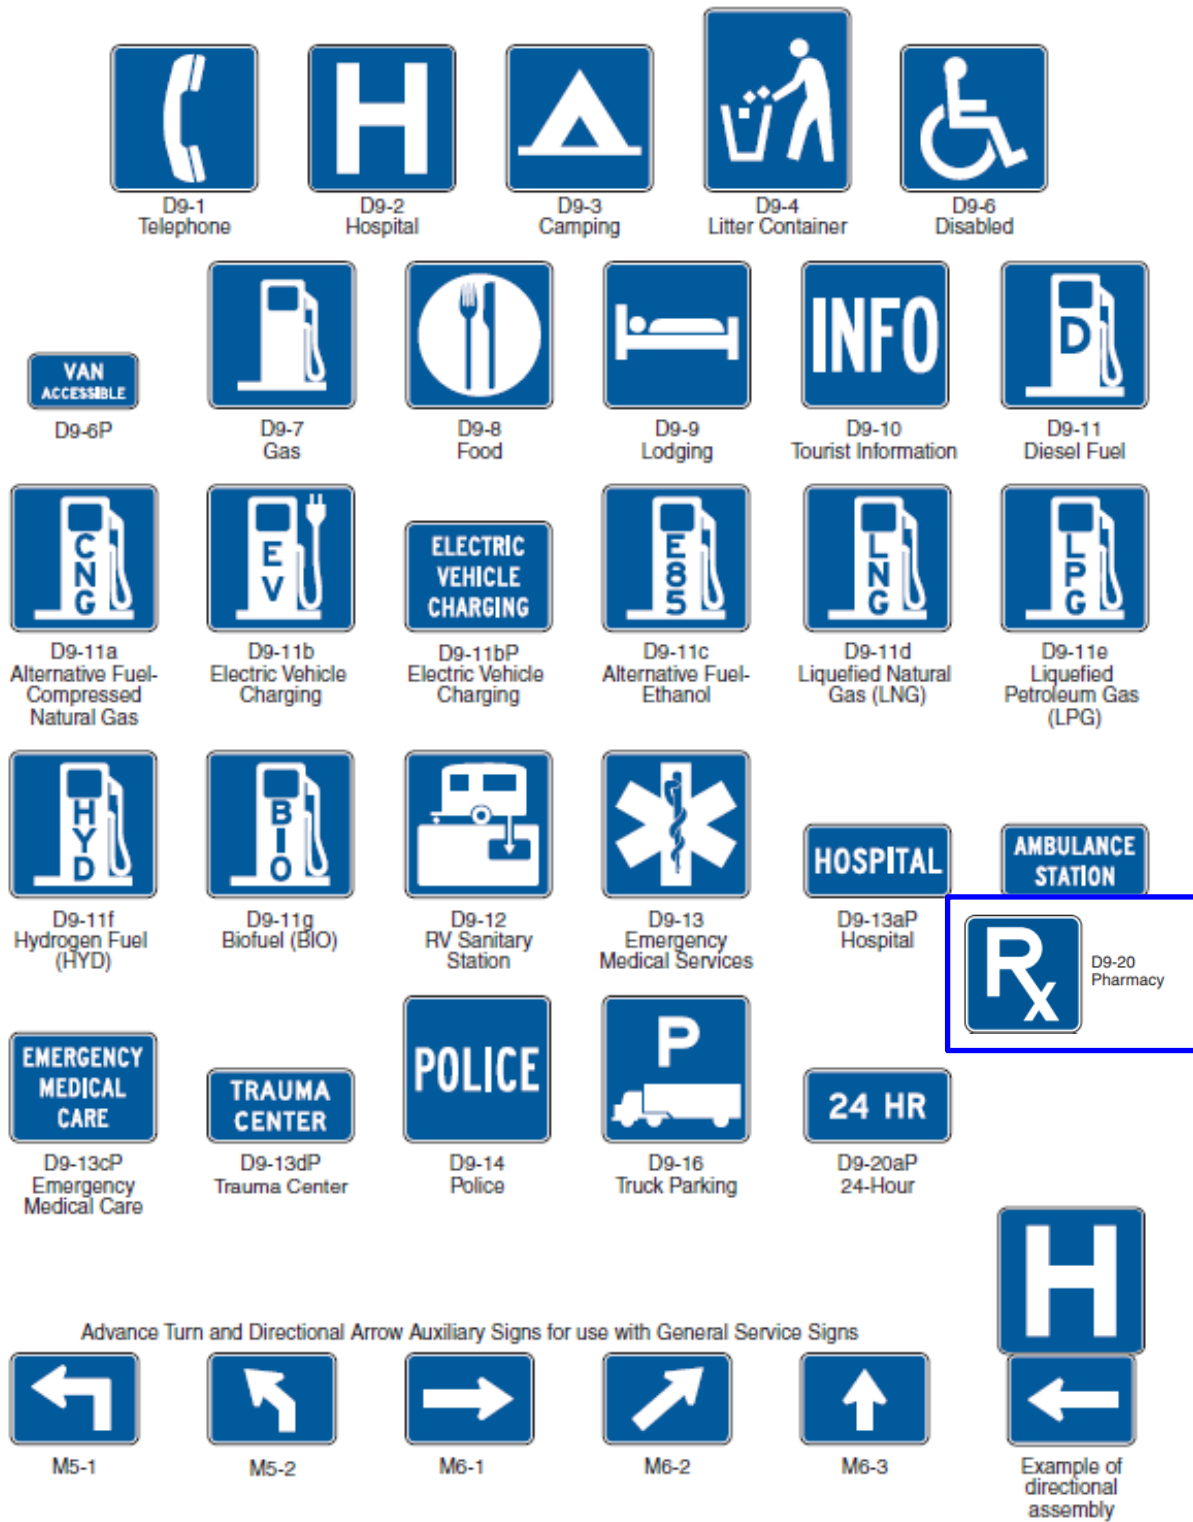 H
D9-1
Telephone
D9-2
Hospital
D9-3
Camping
D9-4
Litter Container
D9-6
Disabled
VAN
ACCESSIBLE
D9-6P
D9-7
Gas
D9-8
Food
D9-9
Lodging
INFO
D9-10
Tourist Information
D
D9-11
Diesel Fuel
CNG
D9-11a
Alternative Fuel-
Compressed
Natural Gas
EV
D9-11b
Electric Vehicle
Charging
ELECTRIC
VEHICLE
CHARGING
D9-11bP
Electric Vehicle
Charging
E85
D9-11c
Alternative Fuel-
Ethanol
LNG
D9-11d
Liquefied Natural
Gas (LNG)
LPG
D9-11e
Liquefied
Petroleum Gas
(LPG)
HYD
D9-11f
Hydrogen Fuel
(HYD)
BIO
D9-11g
Biofuel (BIO)
D9-12
RV Sanitary
Station
D9-13
Emergency
Medical Services
HOSPITAL
D9-13aP
Hospital
AMBULANCE
STATION
Rx
D9-20
Pharmacy
EMERGENCY
MEDICAL
CARE
D9-13cP
Emergency
Medical Care
TRAUMA
CENTER
D9-13dP
Trauma Center
POLICE
D9-14
Police
P
D9-16
Truck Parking
24 HR
D9-20aP
24-Hour
H
Advance Turn and Directional Arrow Auxiliary Signs for use with General Service Signs
M5-1
M5-2
M6-1
M6-2
M6-3
Example of
directional
assembly